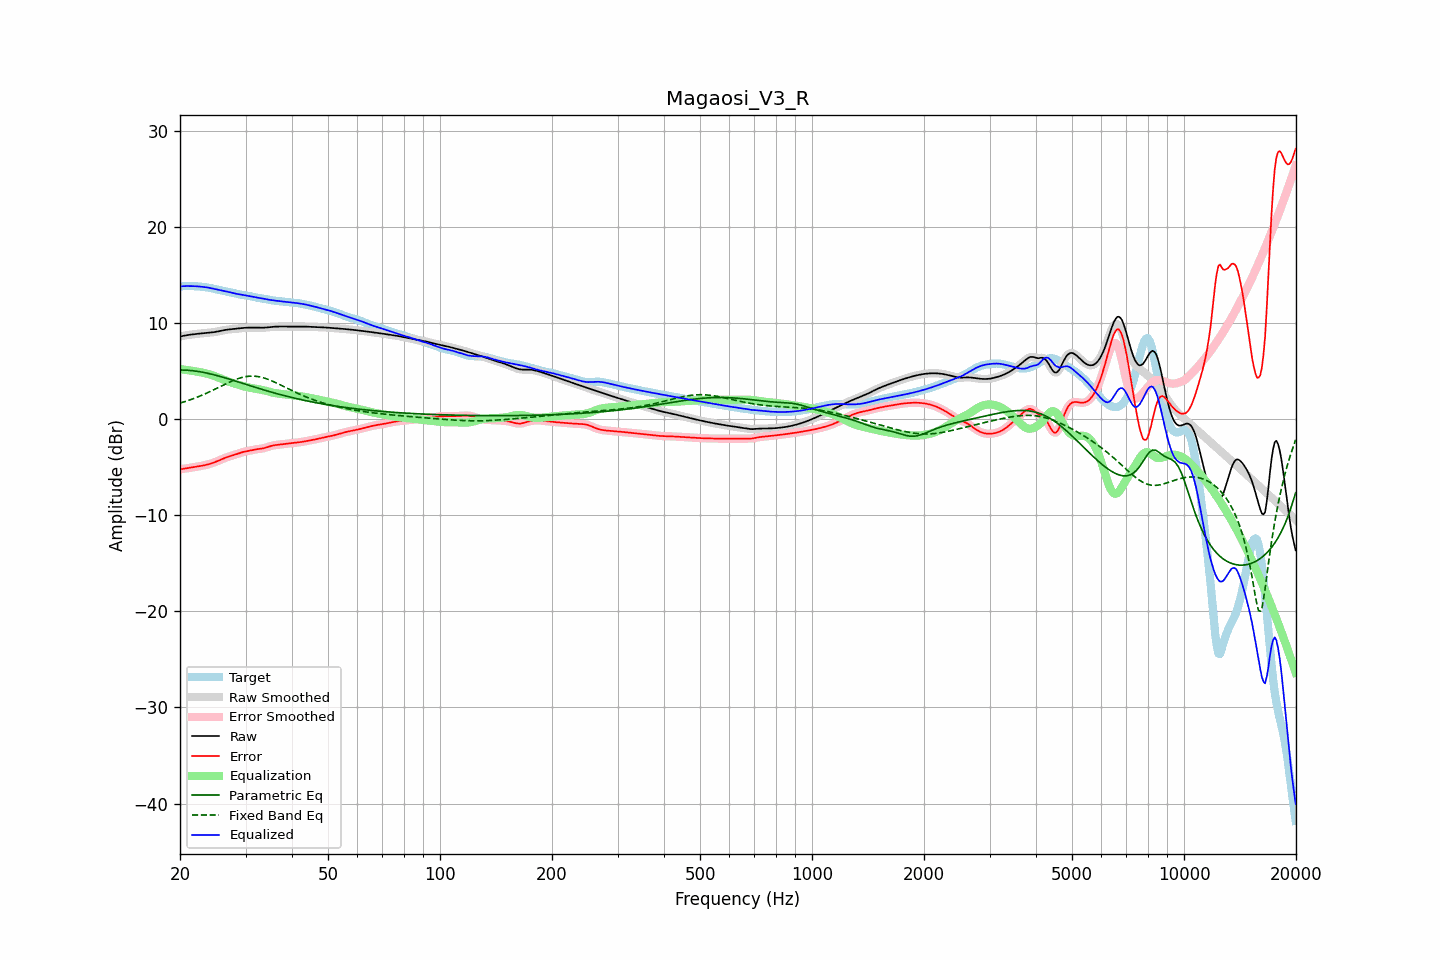 Magaosi_V3_R
30
20
10
0
−10
−20
−30
−40
Amplitude (dBr)
Target
Raw Smoothed
Error Smoothed
Raw
Error
Equalization
Parametric Eq
Fixed Band Eq
Equalized
20 50 100 200 500 1000 2000 5000 10000 20000
Frequency (Hz)